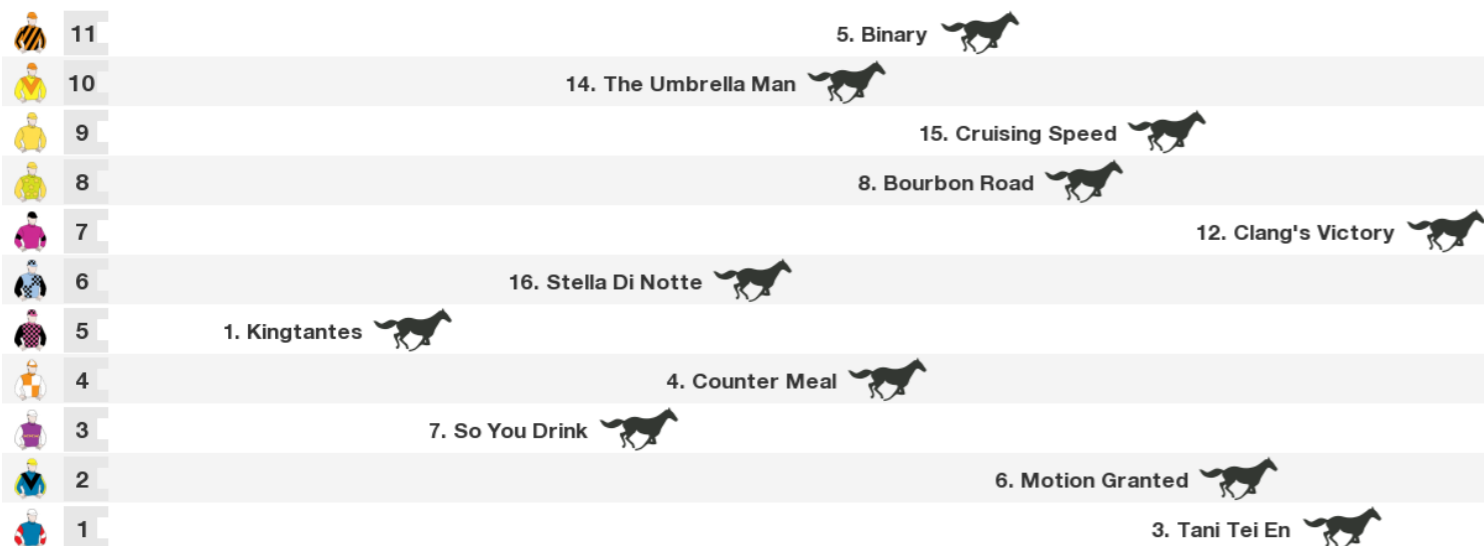 11 5. Binary
10 14. The Umbrella Man
9 15. Cruising Speed
8 8. Bourbon Road
7 12. Clang's Victory
6 16. Stella Di Notte
5 1. Kingtantes
4 4. Counter Meal
3 7. So You Drink
2 6. Motion Granted
1 3. Tani Tei En